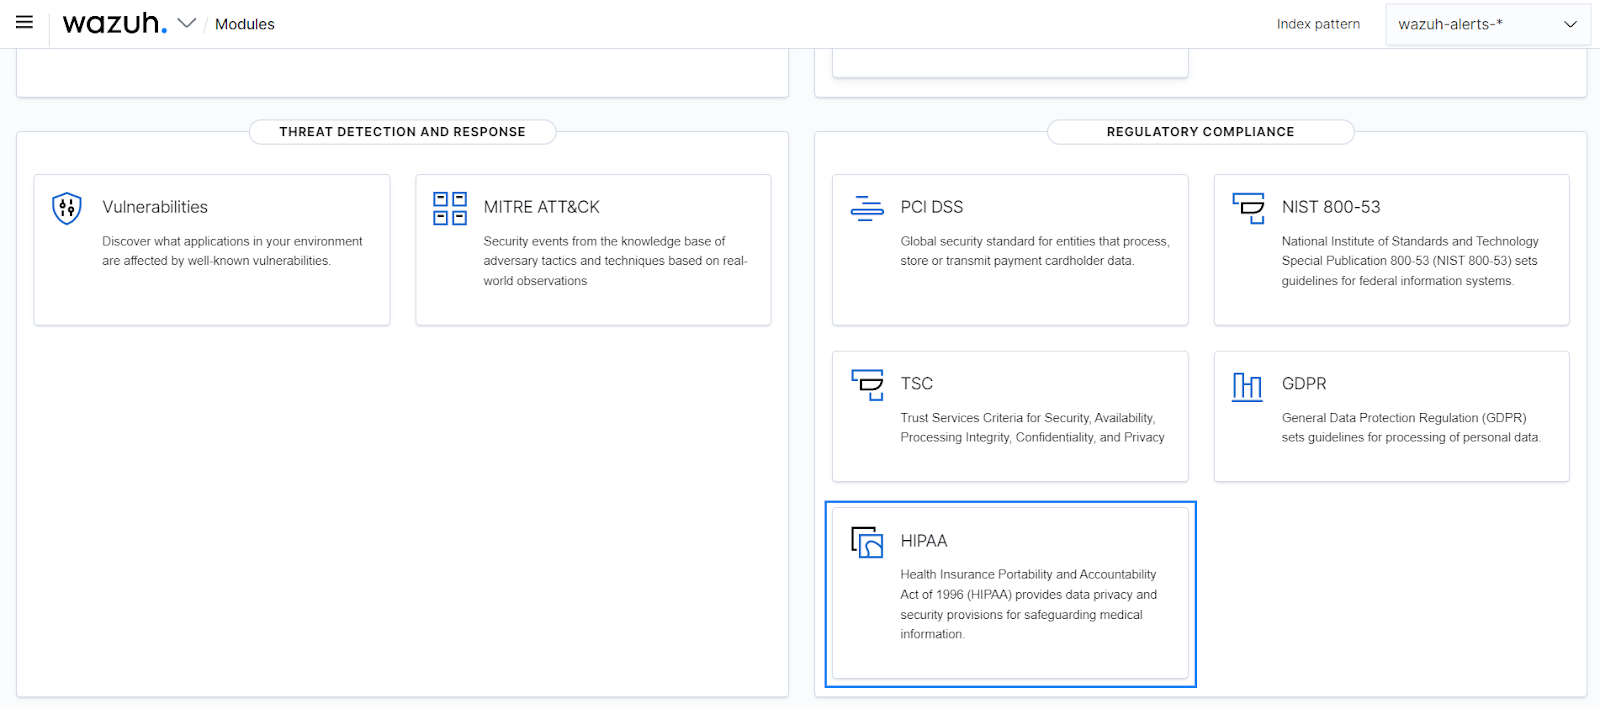 wazuh. / Modules
Index pattern
wazuh-alerts-*
THREAT DETECTION AND RESPONSE
Vulnerabilities
Discover what applications in your environment
are affected by well-known vulnerabilities.
MITRE ATT&CK
Security events from the knowledge base of
adversary tactics and techniques based on real-
world observations
REGULATORY COMPLIANCE
PCI DSS
Global security standard for entities that process,
store or transmit payment cardholder data.
NIST 800-53
National Institute of Standards and Technology
Special Publication 800-53 (NIST 800-53) sets
guidelines for federal information systems.
TSC
Trust Services Criteria for Security, Availability,
Processing Integrity, Confidentiality, and Privacy
GDPR
General Data Protection Regulation (GDPR)
sets guidelines for processing of personal data.
HIPAA
Health Insurance Portability and Accountability
Act of 1996 (HIPAA) provides data privacy and
security provisions for safeguarding medical
information.